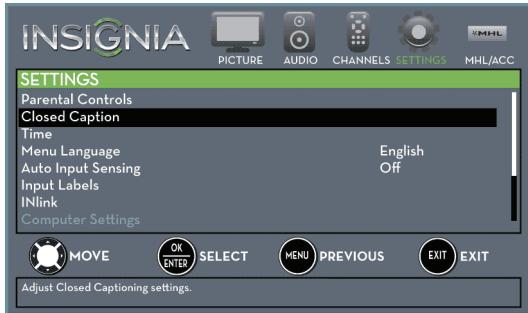 INSIGNIA
PICTURE AUDIO CHANNELS SETTINGS MHL/ACC
MHL
SETTINGS
Parental Controls
Closed Caption
Time
Menu Language English
Auto Input Sensing Off
Input Labels
INlink
Computer Settings
MOVE OK ENTER SELECT MENU PREVIOUS EXIT EXIT
Adjust Closed Captioning settings.